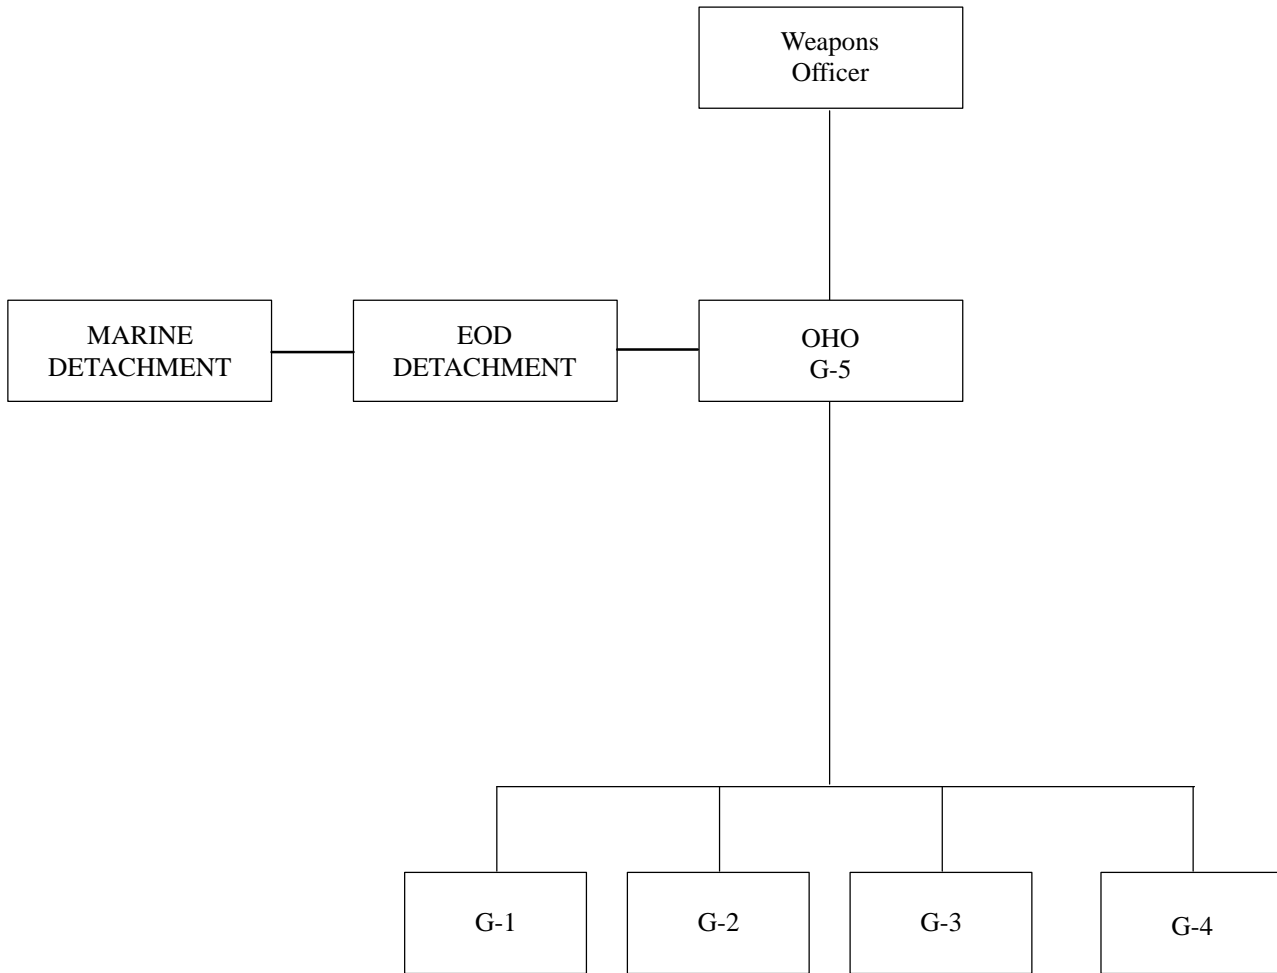 Weapons
Officer
MARINE
DETACHMENT
EOD
DETACHMENT
OHO
G-5
G-1
G-2
G-3
G-4